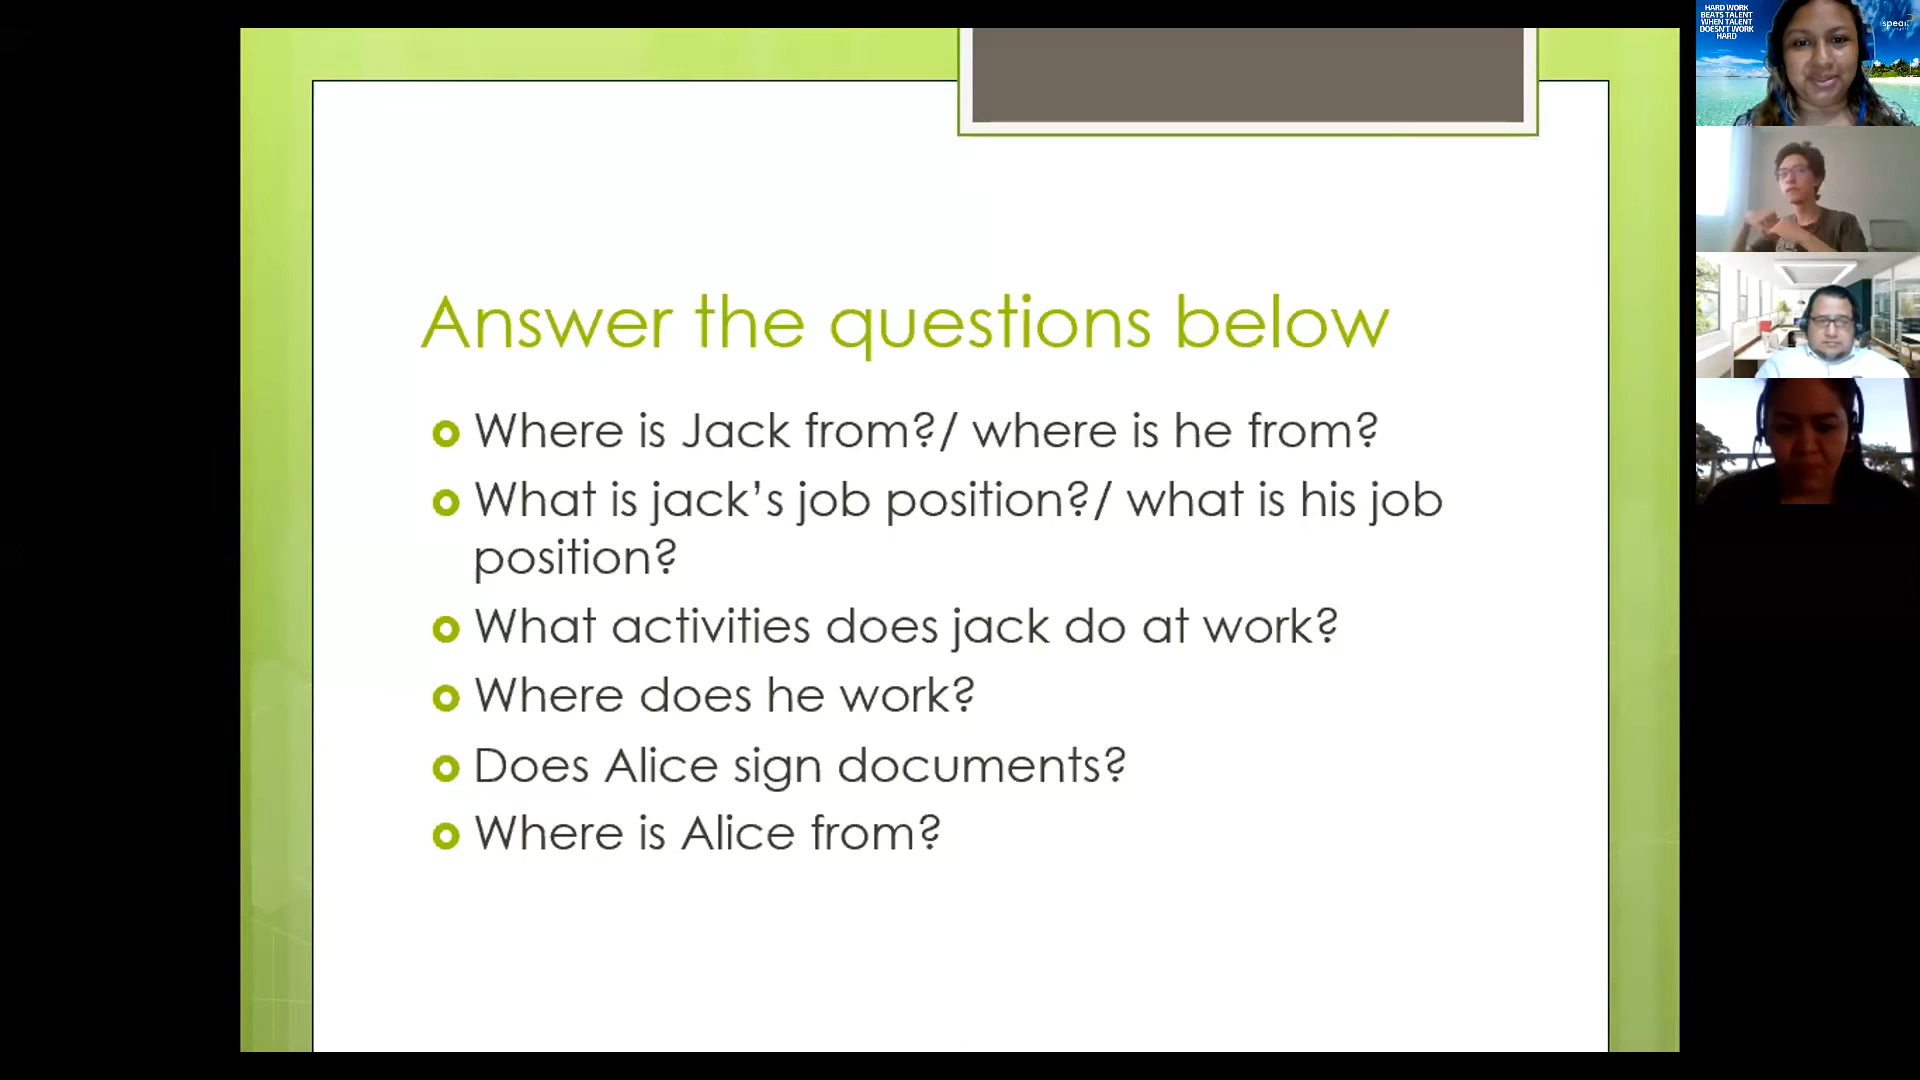 Answer the questions below
Where is Jack from?/ where is he from?
What is jack's job position?/ what is his job
position?
What activities does jack do at work?
Where does he work?
Does Alice sign documents?
Where is Alice from?
HARD WORK
BEATS TALENT
WHEN TALENT
DOESN'T WORK
HARD